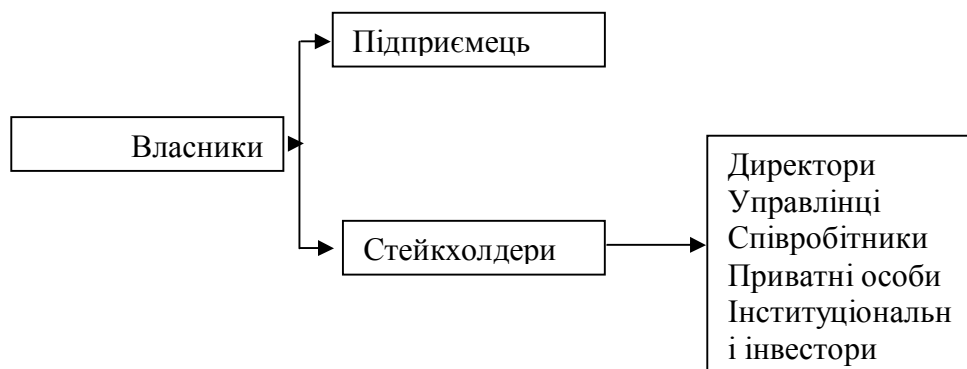 Підприємець
Власники
Стейкхолдери
Директори
Управлінці
Співробітники
Приватні особи
Інституціональн
і інвестори